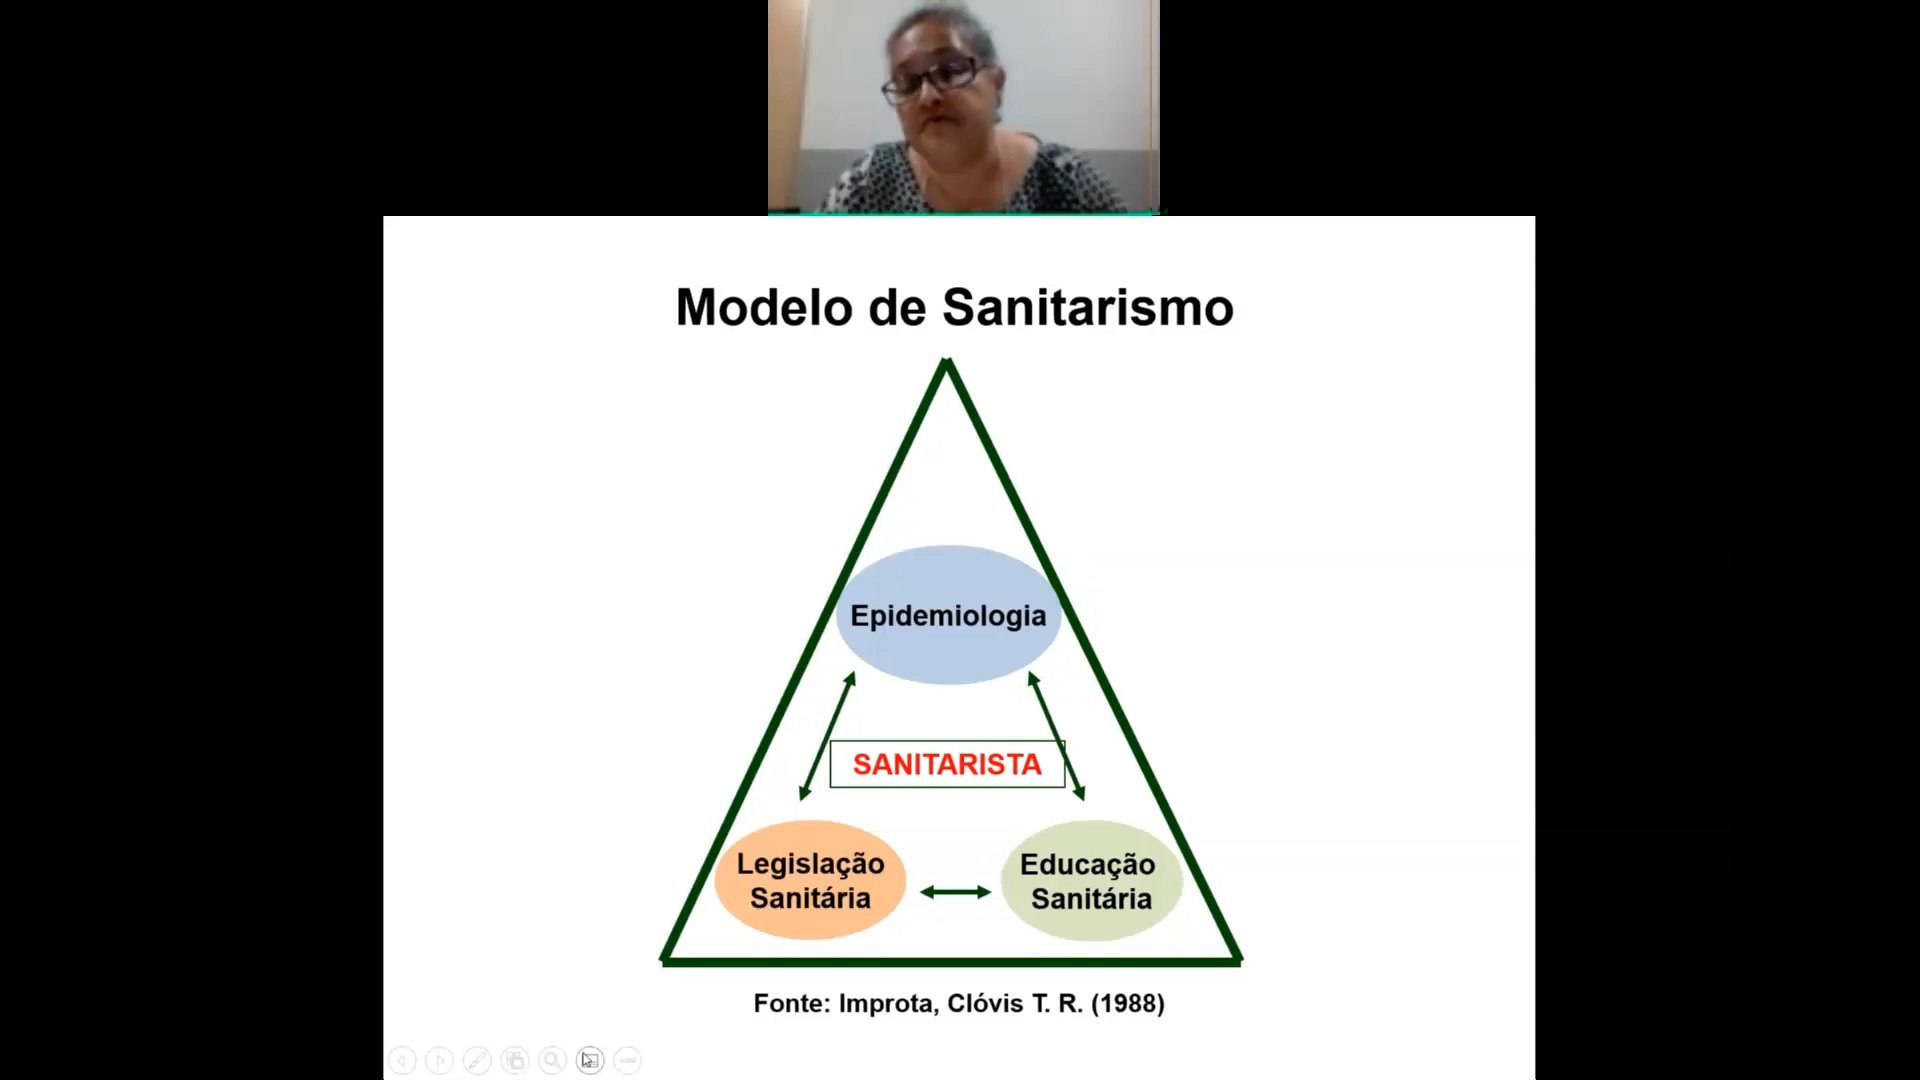 Modelo de Sanitarismo
Epidemiologia
SANITARISTA
Legislação
Sanitária
Educação
Sanitária
Fonte: Improta, Clóvis T. R. (1988)